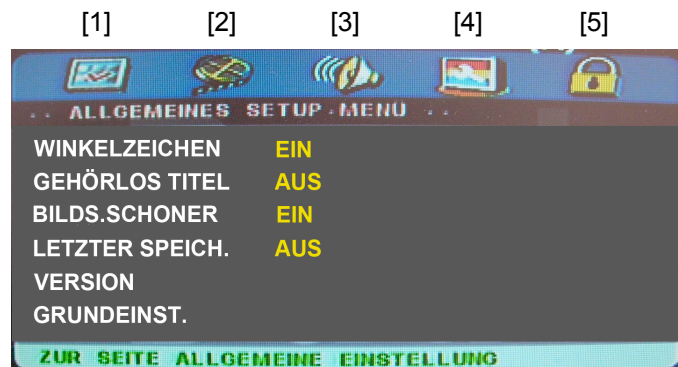 [1] [2] [3] [4] [5]
.. ALLGEMEINES SETUP-MENÜ ..
WINKELZEICHEN EIN
GEHÖRLOS TITEL AUS
BILDS.SCHONER EIN
LETZTER SPEICH. AUS
VERSION
GRUNDEINST.
ZUR SEITE ALLGEMEINE EINSTELLUNG